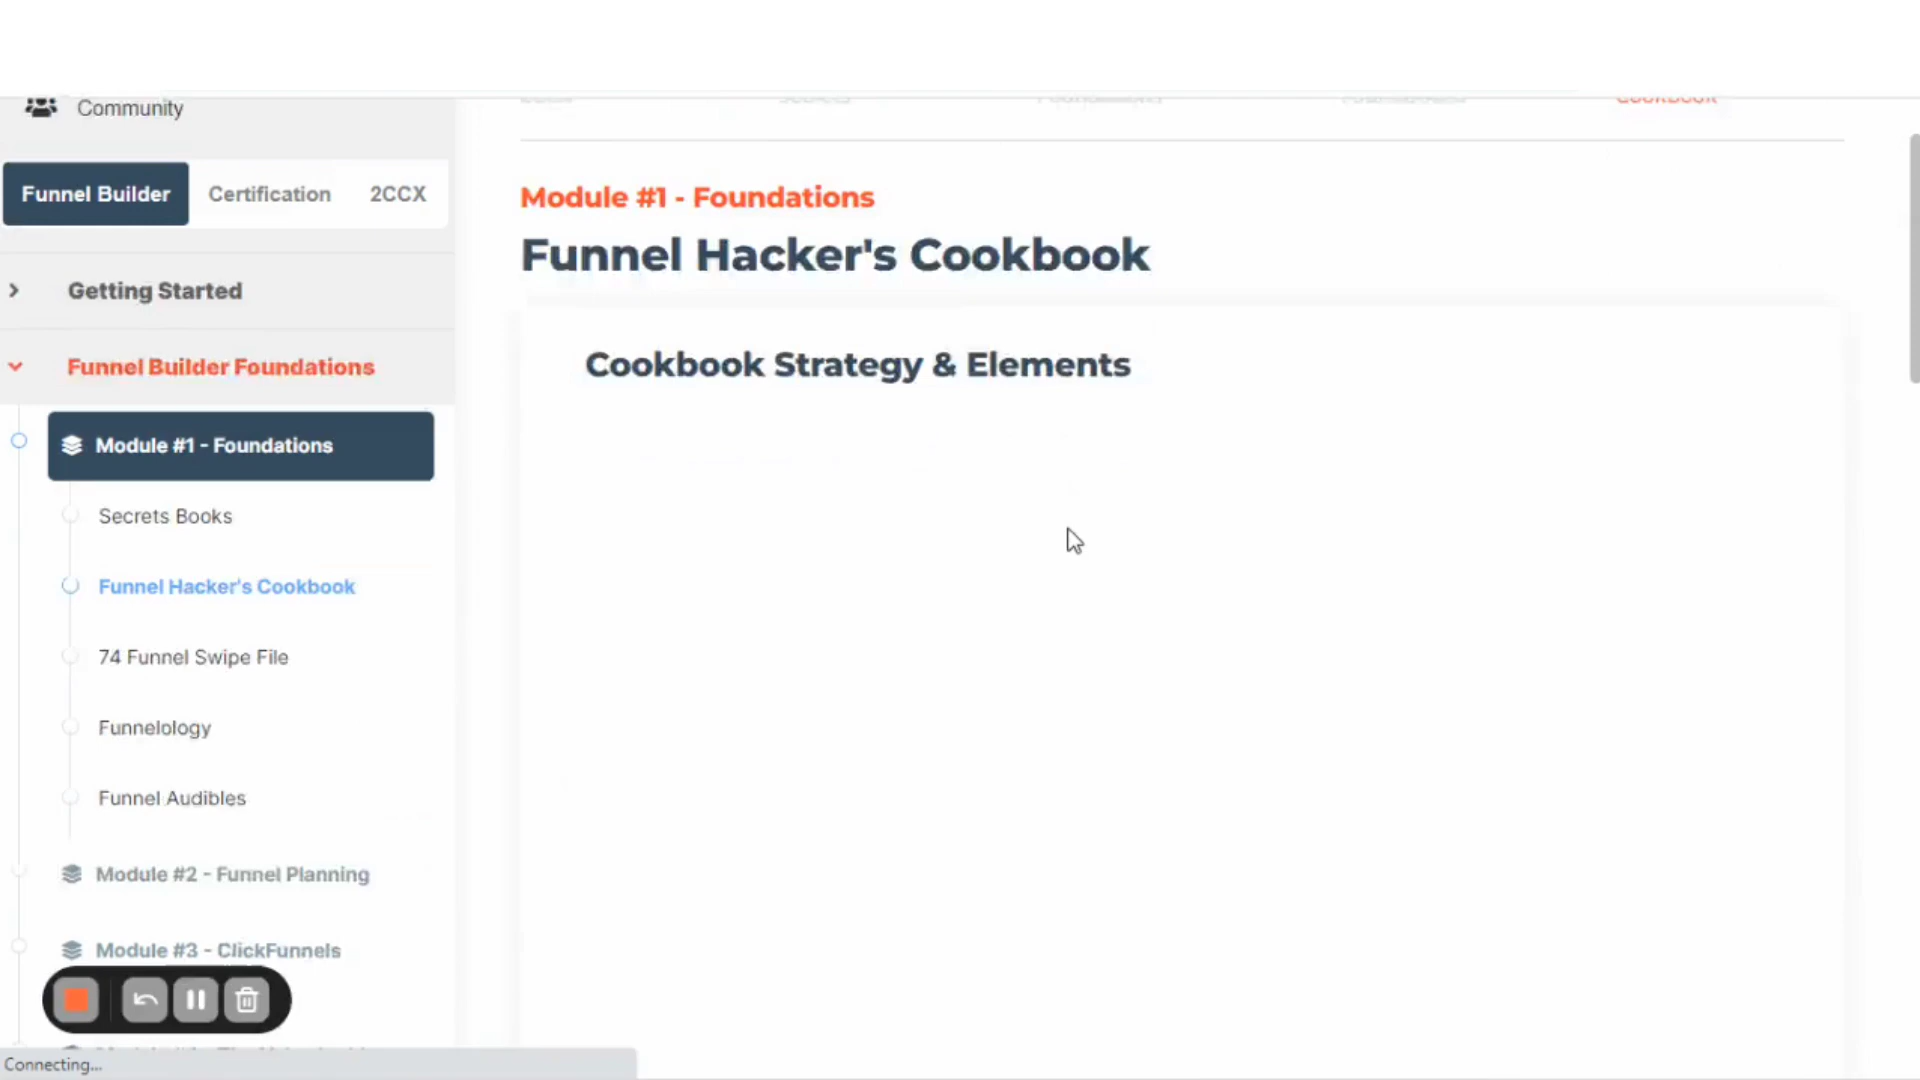 Community
COOKBOOK
Funnel Builder Certification 2CCX
Module #1 - Foundations
Funnel Hacker's Cookbook
Getting Started
Cookbook Strategy & Elements
Funnel Builder Foundations
Module #1 - Foundations
Secrets Books
Funnel Hacker's Cookbook
74 Funnel Swipe File
Funnelology
Funnel Audibles
Module #2 - Funnel Planning
Module #3 - ClickFunnels
Connecting...